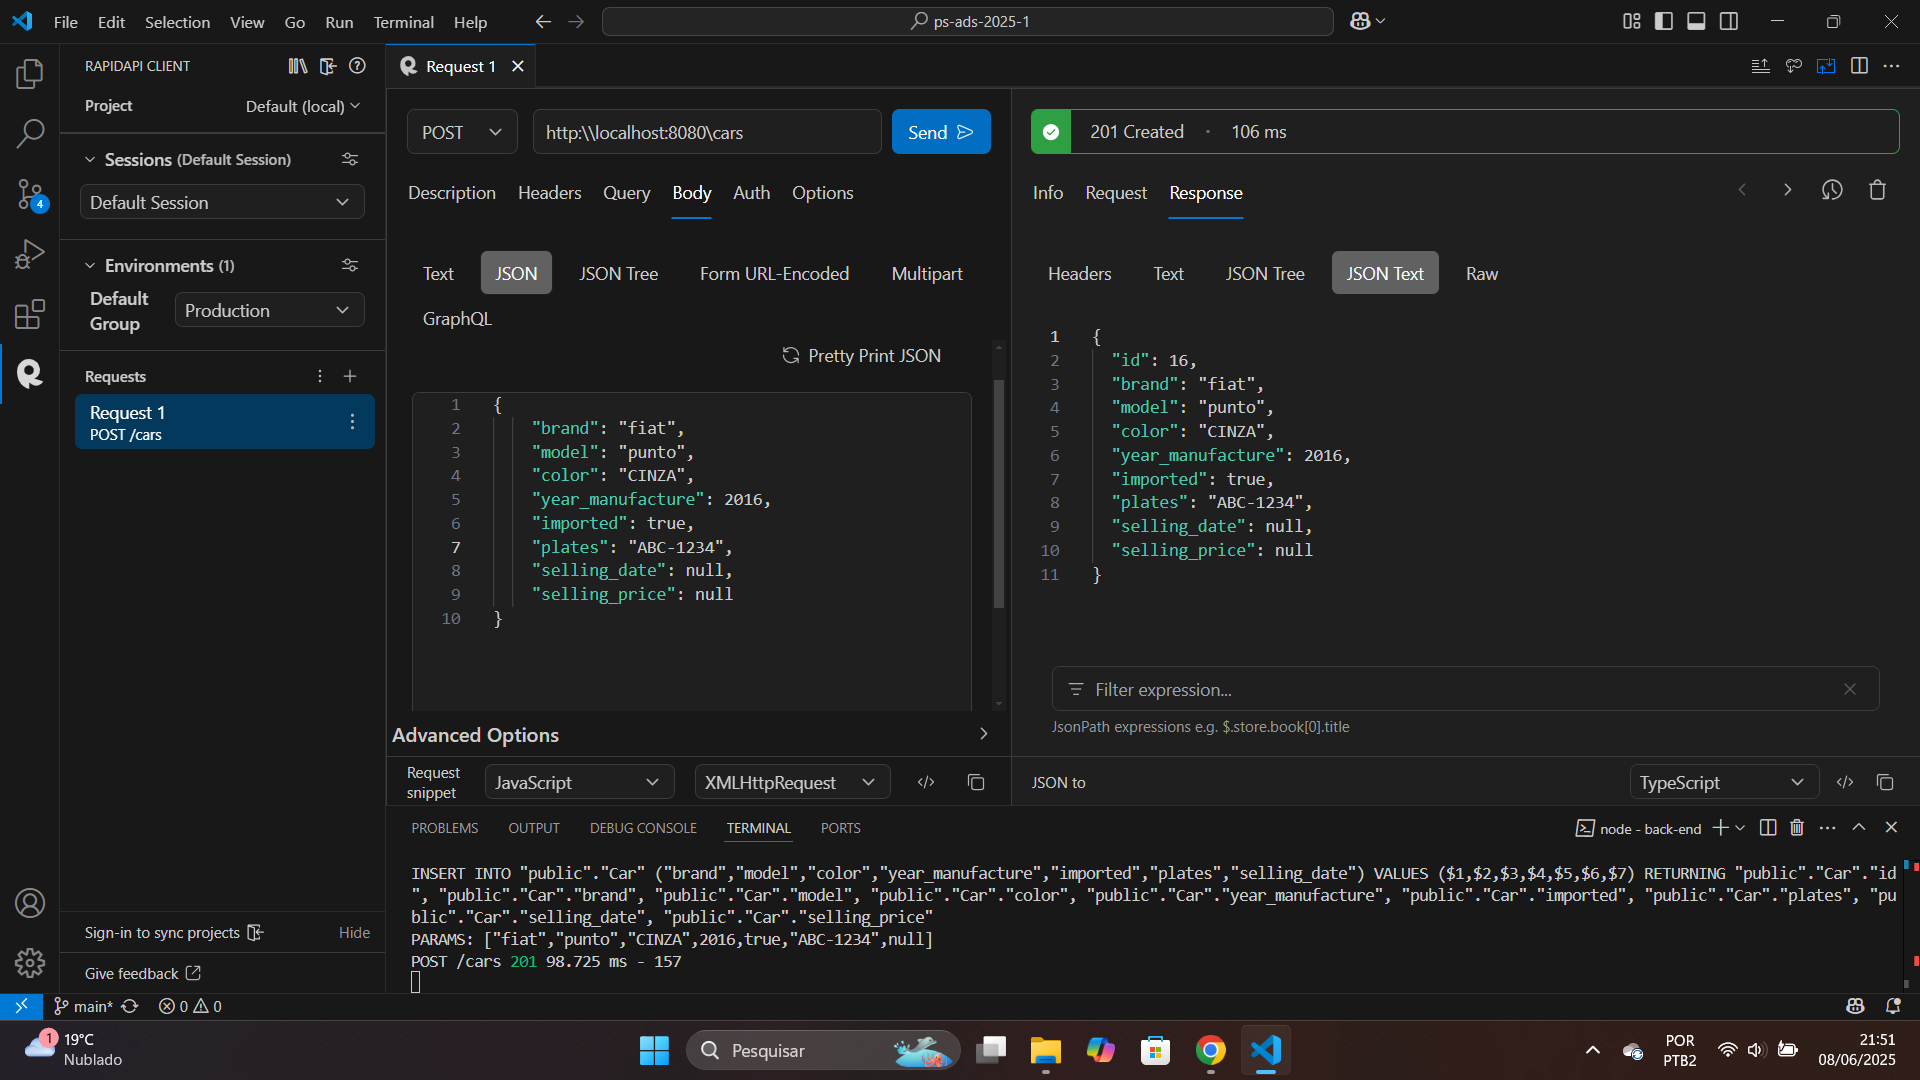 File Edit Selection View Go Run Terminal Help
ps-ads-2025-1
RAPIDAPI CLIENT
Project Default (local)
Sessions (Default Session)
Default Session
Environments (1)
Default Group
Production
Requests
Request 1
POST /cars
Sign-in to sync projects Hide
Give feedback
Request 1
POST http:\\localhost:8080\cars Send
Description Headers Query Body Auth Options
Text JSON JSON Tree Form URL-Encoded Multipart
GraphQL
Pretty Print JSON
1 {
2 "brand": "fiat",
3 "model": "punto",
4 "color": "CINZA",
5 "year_manufacture": 2016,
6 "imported": true,
7 "plates": "ABC-1234",
8 "selling_date": null,
9 "selling_price": null
10 }
Advanced Options
Request snippet JavaScript XMLHttpRequest
201 Created · 106 ms
Info Request Response
Headers Text JSON Tree JSON Text Raw
1 {
2 "id": 16,
3 "brand": "fiat",
4 "model": "punto",
5 "color": "CINZA",
6 "year_manufacture": 2016,
7 "imported": true,
8 "plates": "ABC-1234",
9 "selling_date": null,
10 "selling_price": null
11 }
Filter expression...
JsonPath expressions e.g. $.store.book[0].title
JSON to TypeScript
PROBLEMS OUTPUT DEBUG CONSOLE TERMINAL PORTS
node - back-end
INSERT INTO "public"."Car" ("brand","model","color","year_manufacture","imported","plates","selling_date") VALUES ($1,$2,$3,$4,$5,$6,$7) RETURNING "public"."Car"."id
", "public"."Car"."brand", "public"."Car"."model", "public"."Car"."color", "public"."Car"."year_manufacture", "public"."Car"."imported", "public"."Car"."plates", "pu
blic"."Car"."selling_date", "public"."Car"."selling_price"
PARAMS: ["fiat","punto","CINZA",2016,true,"ABC-1234",null]
POST /cars 201 98.725 ms - 157
4
main* 0 0
1
19°C
Nublado
Pesquisar
POR
PTB2
21:51
08/06/2025